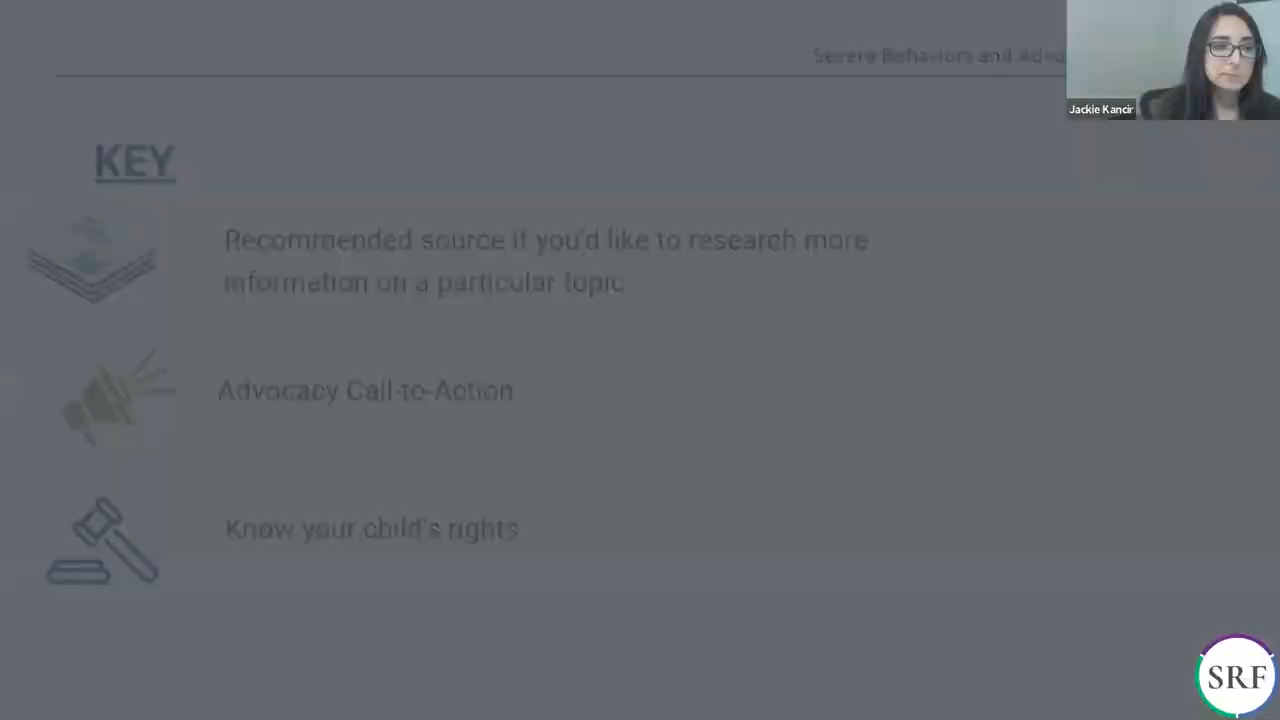 Severe Behaviors and Advo
Jackie Kancir
KEY
Recommended source if you'd like to research more
information on a particular topic
Advocacy Call-to-Action
Know your child's rights
SRF